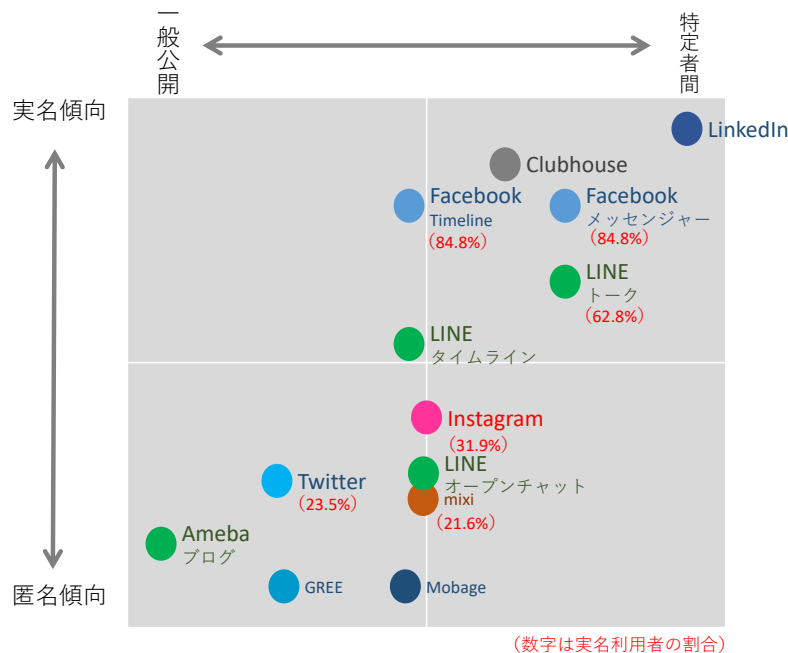 一般公開
特定者間
実名傾向
LinkedIn
Clubhouse
Facebook
Timeline
（84.8%）
Facebook
メッセンジャー
（84.8%）
LINE
トーク
（62.8%）
LINE
タイムライン
Instagram
（31.9%）
LINE
オープンチャット
mixi
（21.6%）
Twitter
（23.5%）
Ameba
ブログ
GREE
Mobage
匿名傾向
（数字は実名利用者の割合）